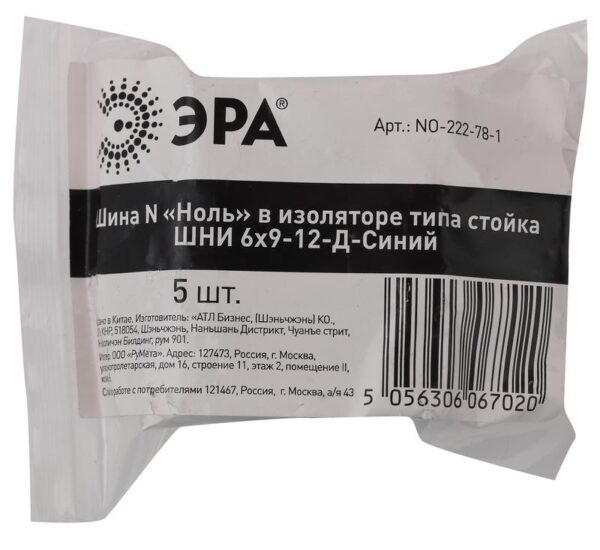 ЭРА®
Арт.: NO-222-78-1
Шина N «Ноль» в изоляторе типа стойка
ШНИ 6х9-12-Д-Синий
5 шт.
в Китае. Изготовитель: «АТЛ Бизнес, (Шэньчжэнь) КО.,
КНР, 518054, Шэньчжэнь, Наньшань Дистрикт, Чуанъе стрит,
Билдинг, рум 901.
ООО «РуМета». Адрес: 127473, Россия, г. Москва,
дом 16, строение 11, этаж 2, помещение II,
работе с потребителями 121467, Россия, г. Москва, а/я 43
5 056306 067020